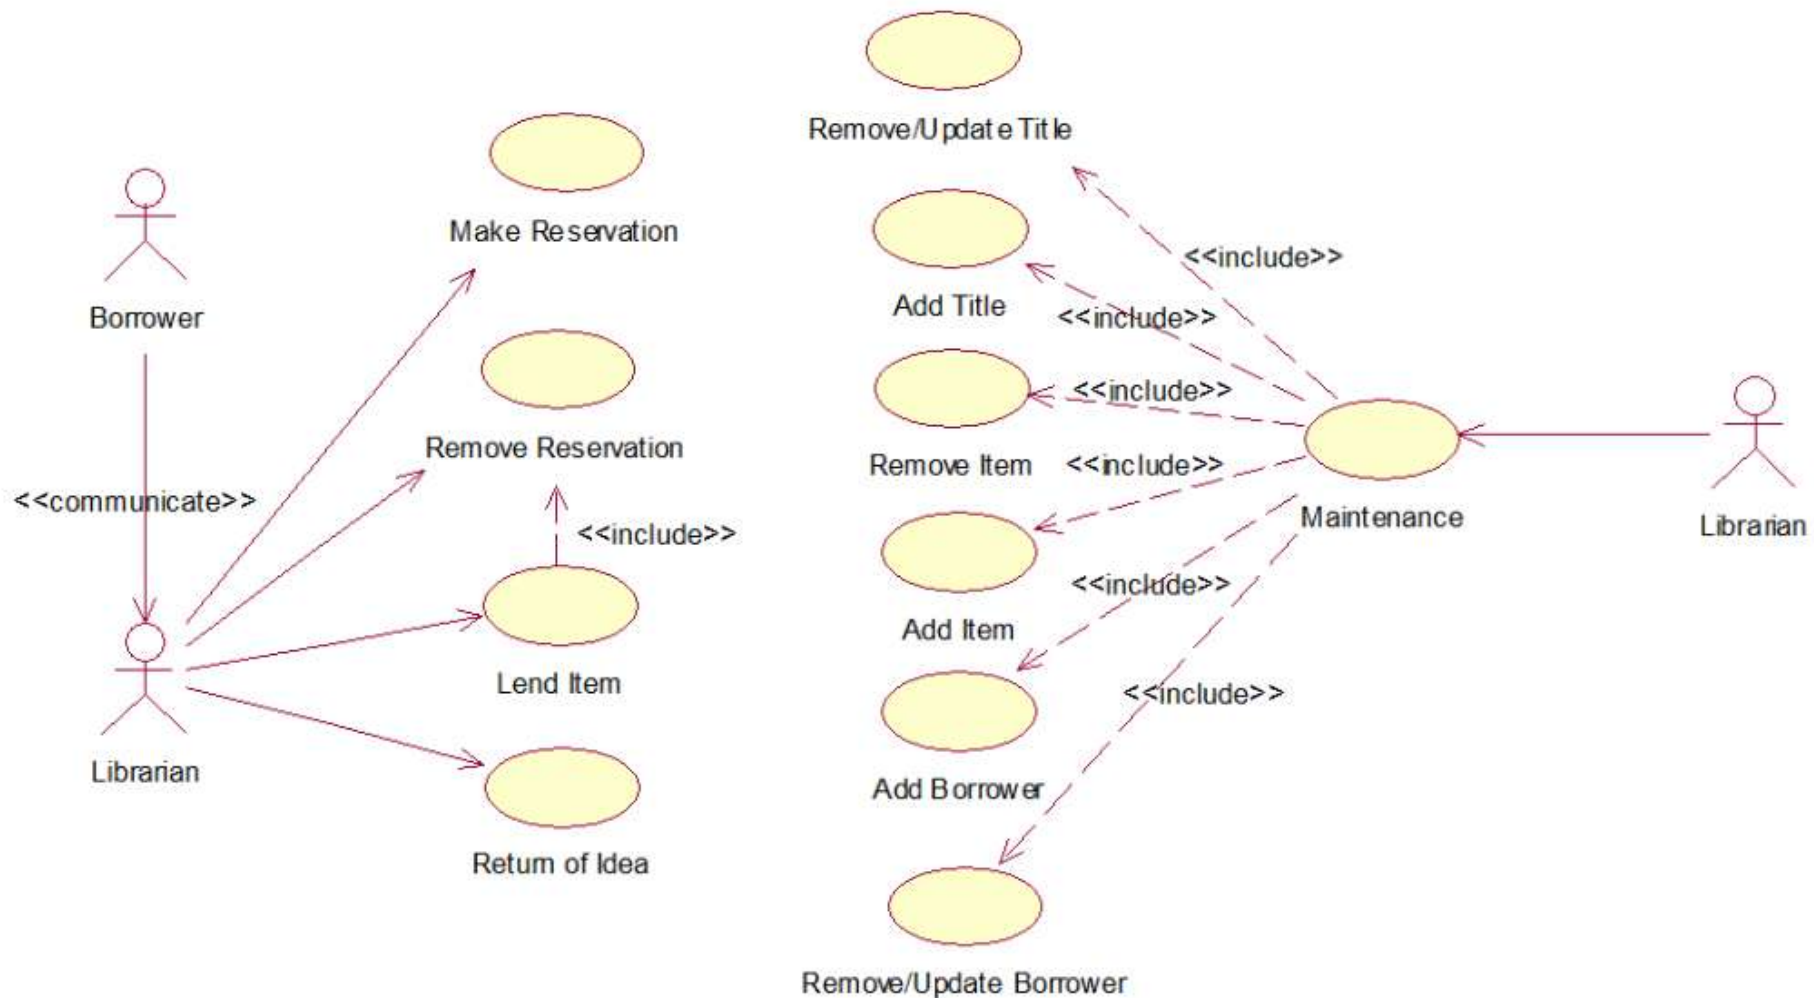 Remove/Update Title
Make Reservation
<<include>>
Add Title
Borrower
<<include>>
<<include>>
Remove Reservation
Remove Item
<<include>>
<<communicate>>
<<include>>
Maintenance
Librarian
<<include>>
Add Item
Lend Item
<<include>>
Librarian
Add Borrower
Return of Idea
Remove/Update Borrower